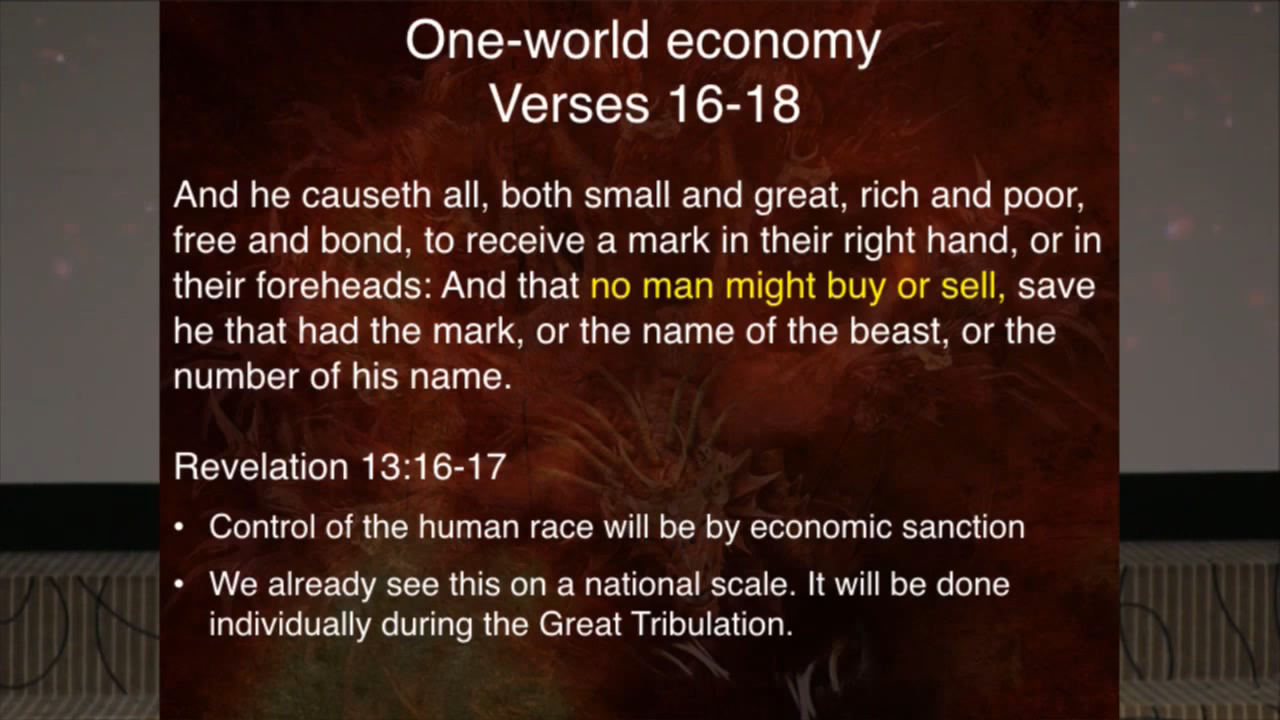 One-world economy
Verses 16-18
And he causeth all, both small and great, rich and poor,
free and bond, to receive a mark in their right hand, or in
their foreheads: And that no man might buy or sell, save
he that had the mark, or the name of the beast, or the
number of his name.
Revelation 13:16-17
• Control of the human race will be by economic sanction
• We already see this on a national scale. It will be done
individually during the Great Tribulation.